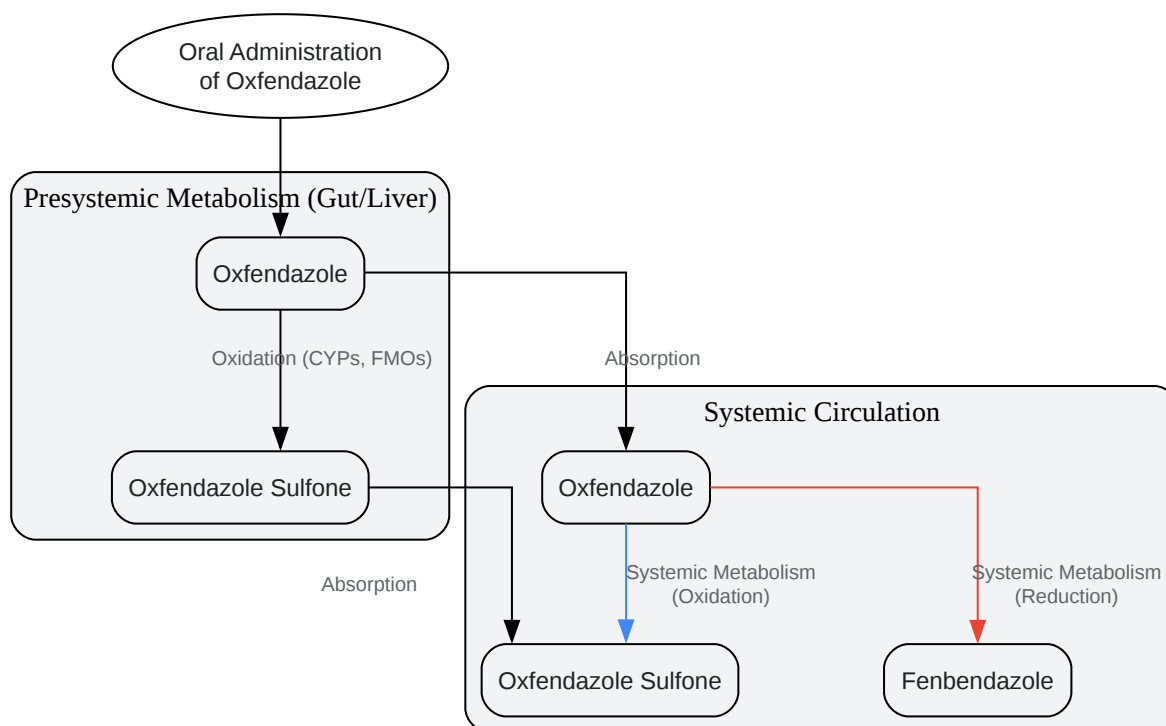 Oral Administration
of Oxfendazole
Presystemic Metabolism (Gut/Liver)
Oxfendazole
Oxidation (CYPs, FMOs)
Absorption
Systemic Circulation
Oxfendazole Sulfone
Oxfendazole
Absorption
Systemic Metabolism
(Oxidation)
Systemic Metabolism
(Reduction)
Oxfendazole Sulfone
Fenbendazole